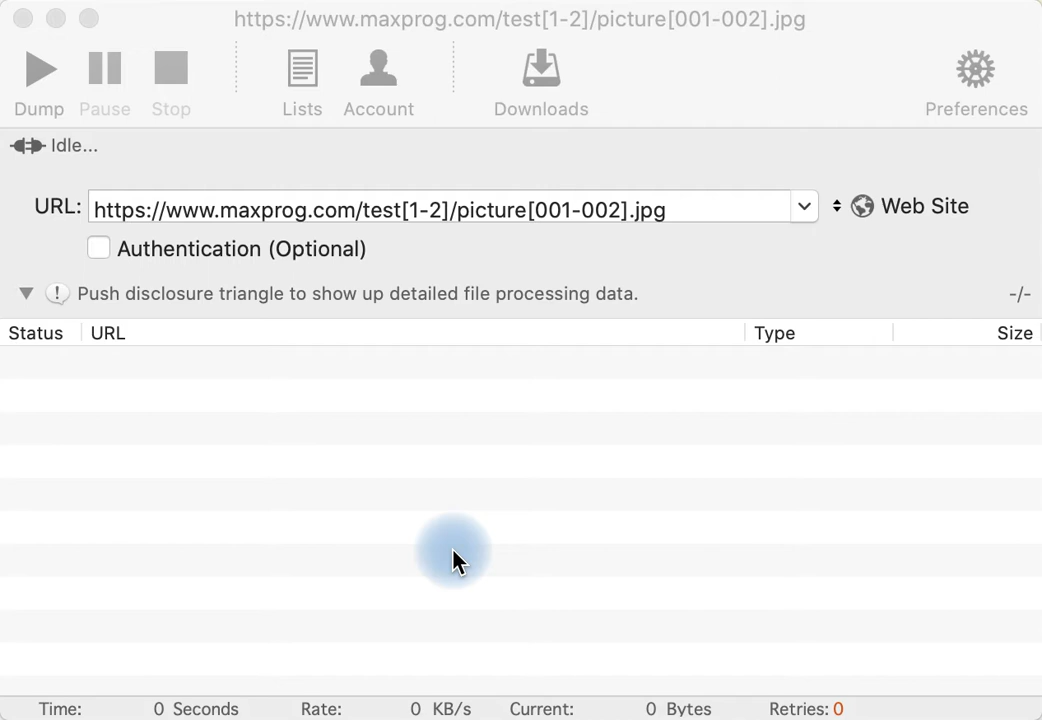 https://www.maxprog.com/test[1-2]/picture[001-002].jpg
Dump Pause Stop Lists Account Downloads Preferences
Idle...
URL: https://www.maxprog.com/test[1-2]/picture[001-002].jpg Web Site
Authentication (Optional)
Push disclosure triangle to show up detailed file processing data. -/-
Status URL Type Size
Time: 0 Seconds Rate: 0 KB/s Current: 0 Bytes Retries: 0